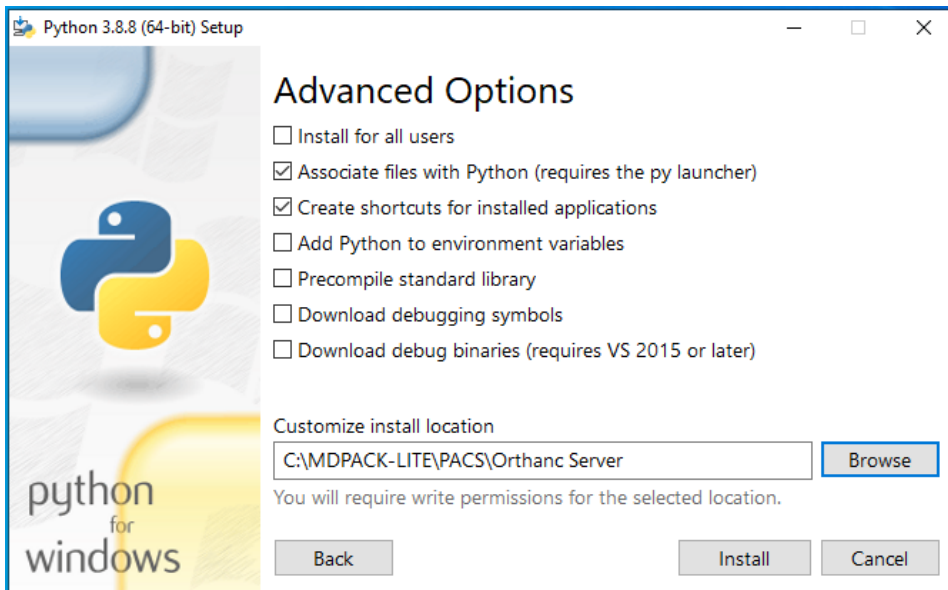 Python 3.8.8 (64-bit) Setup
Advanced Options
Install for all users
Associate files with Python (requires the py launcher)
Create shortcuts for installed applications
Add Python to environment variables
Precompile standard library
Download debugging symbols
Download debug binaries (requires VS 2015 or later)
Customize install location
C:\MDPACK-LITE\PACS\Orthanc Server
Browse
You will require write permissions for the selected location.
python
for
windows
Back
Install
Cancel